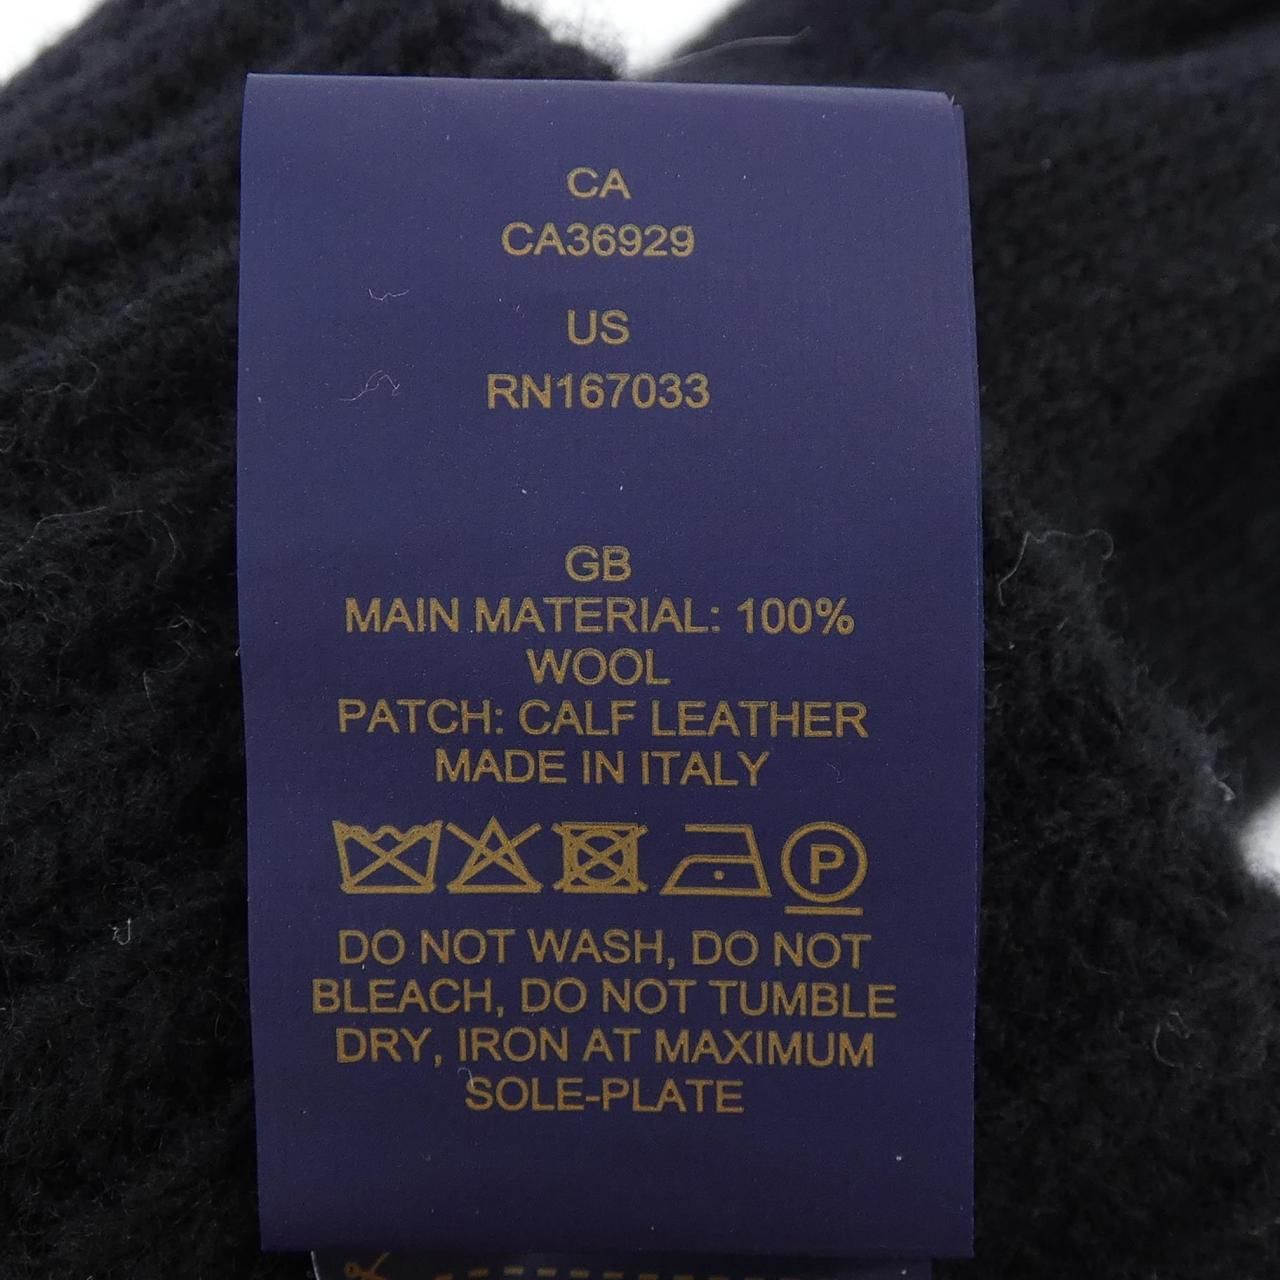 CA
CA36929
US
RN167033
GB
MAIN MATERIAL: 100%
WOOL
PATCH: CALF LEATHER
MADE IN ITALY
P
DO NOT WASH, DO NOT
BLEACH, DO NOT TUMBLE
DRY, IRON AT MAXIMUM
SOLE-PLATE